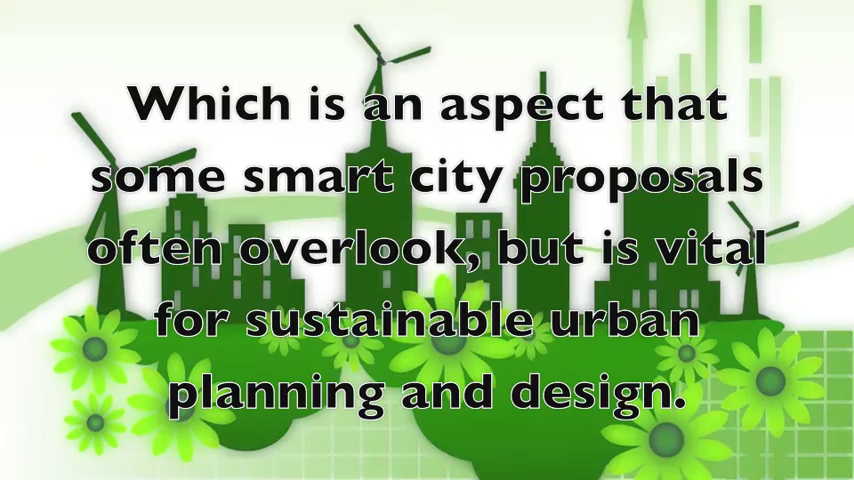 Which is an aspect that
some smart city proposals
often overlook, but is vital
for sustainable urban
planning and design.